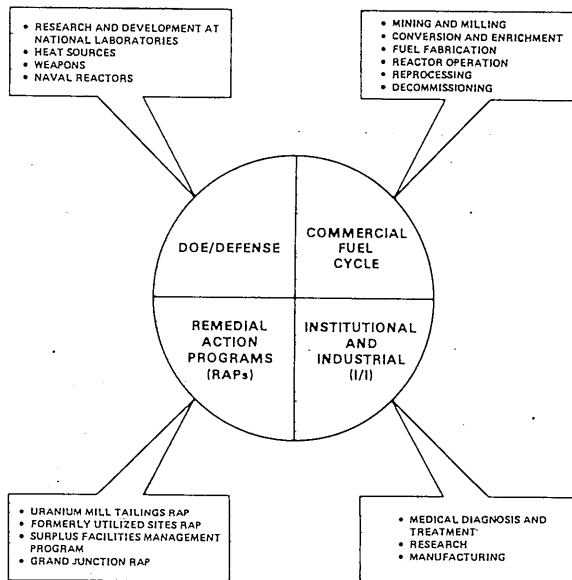 • RESEARCH AND DEVELOPMENT AT
NATIONAL LABORATORIES
• HEAT SOURCES
• WEAPONS
• NAVAL REACTORS
• MINING AND MILLING
• CONVERSION AND ENRICHMENT
• FUEL FABRICATION
• REACTOR OPERATION
• REPROCESSING
• DECOMMISSIONING
DOE/DEFENSE
COMMERCIAL
FUEL
CYCLE
REMEDIAL
ACTION
PROGRAMS
(RAPs)
INSTITUTIONAL
AND
INDUSTRIAL
(I/I)
• URANIUM MILL TAILINGS RAP
• FORMERLY UTILIZED SITES RAP
• SURPLUS FACILITIES MANAGEMENT
PROGRAM
• GRAND JUNCTION RAP
• MEDICAL DIAGNOSIS AND
TREATMENT
• RESEARCH
• MANUFACTURING